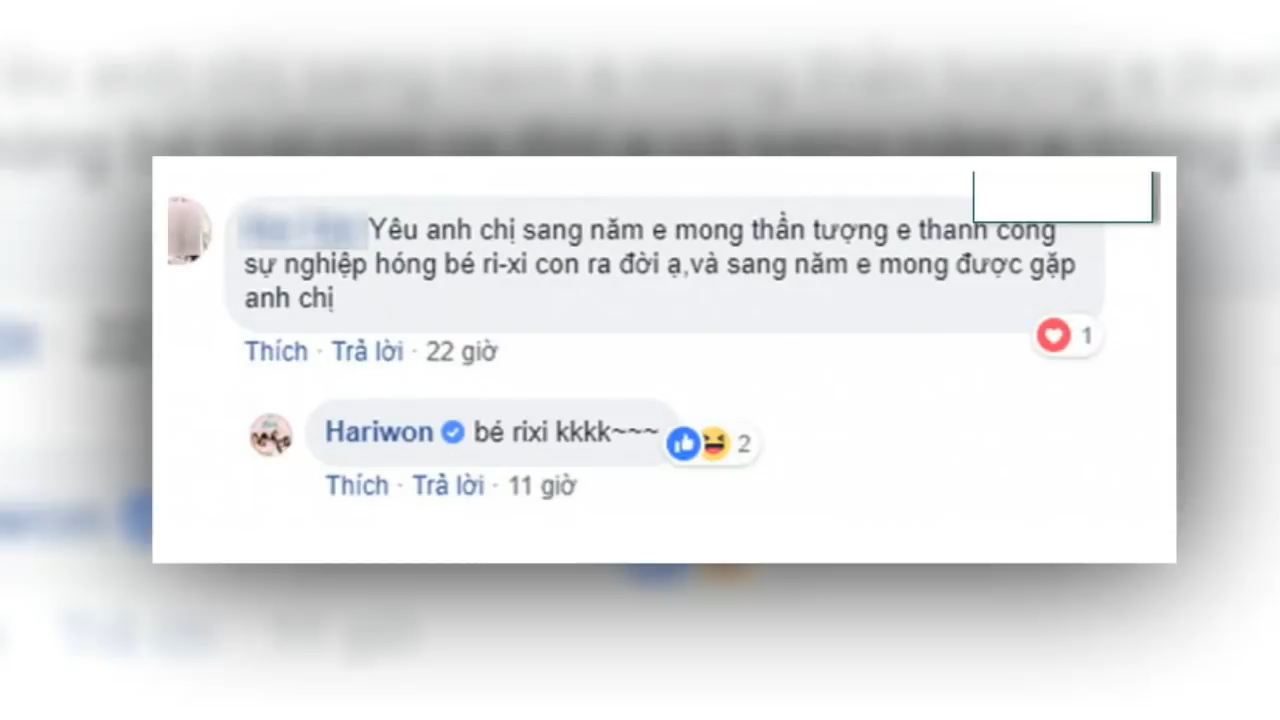 Yêu anh chị sang năm e mong thần tượng e thanh công
sự nghiệp hóng bé ri-xi con ra đời ạ,và sang năm e mong được gặp
anh chị
Thích · Trả lời · 22 giờ
1
Hariwon bé rixi kkkk~~~
2
Thích · Trả lời · 11 giờ